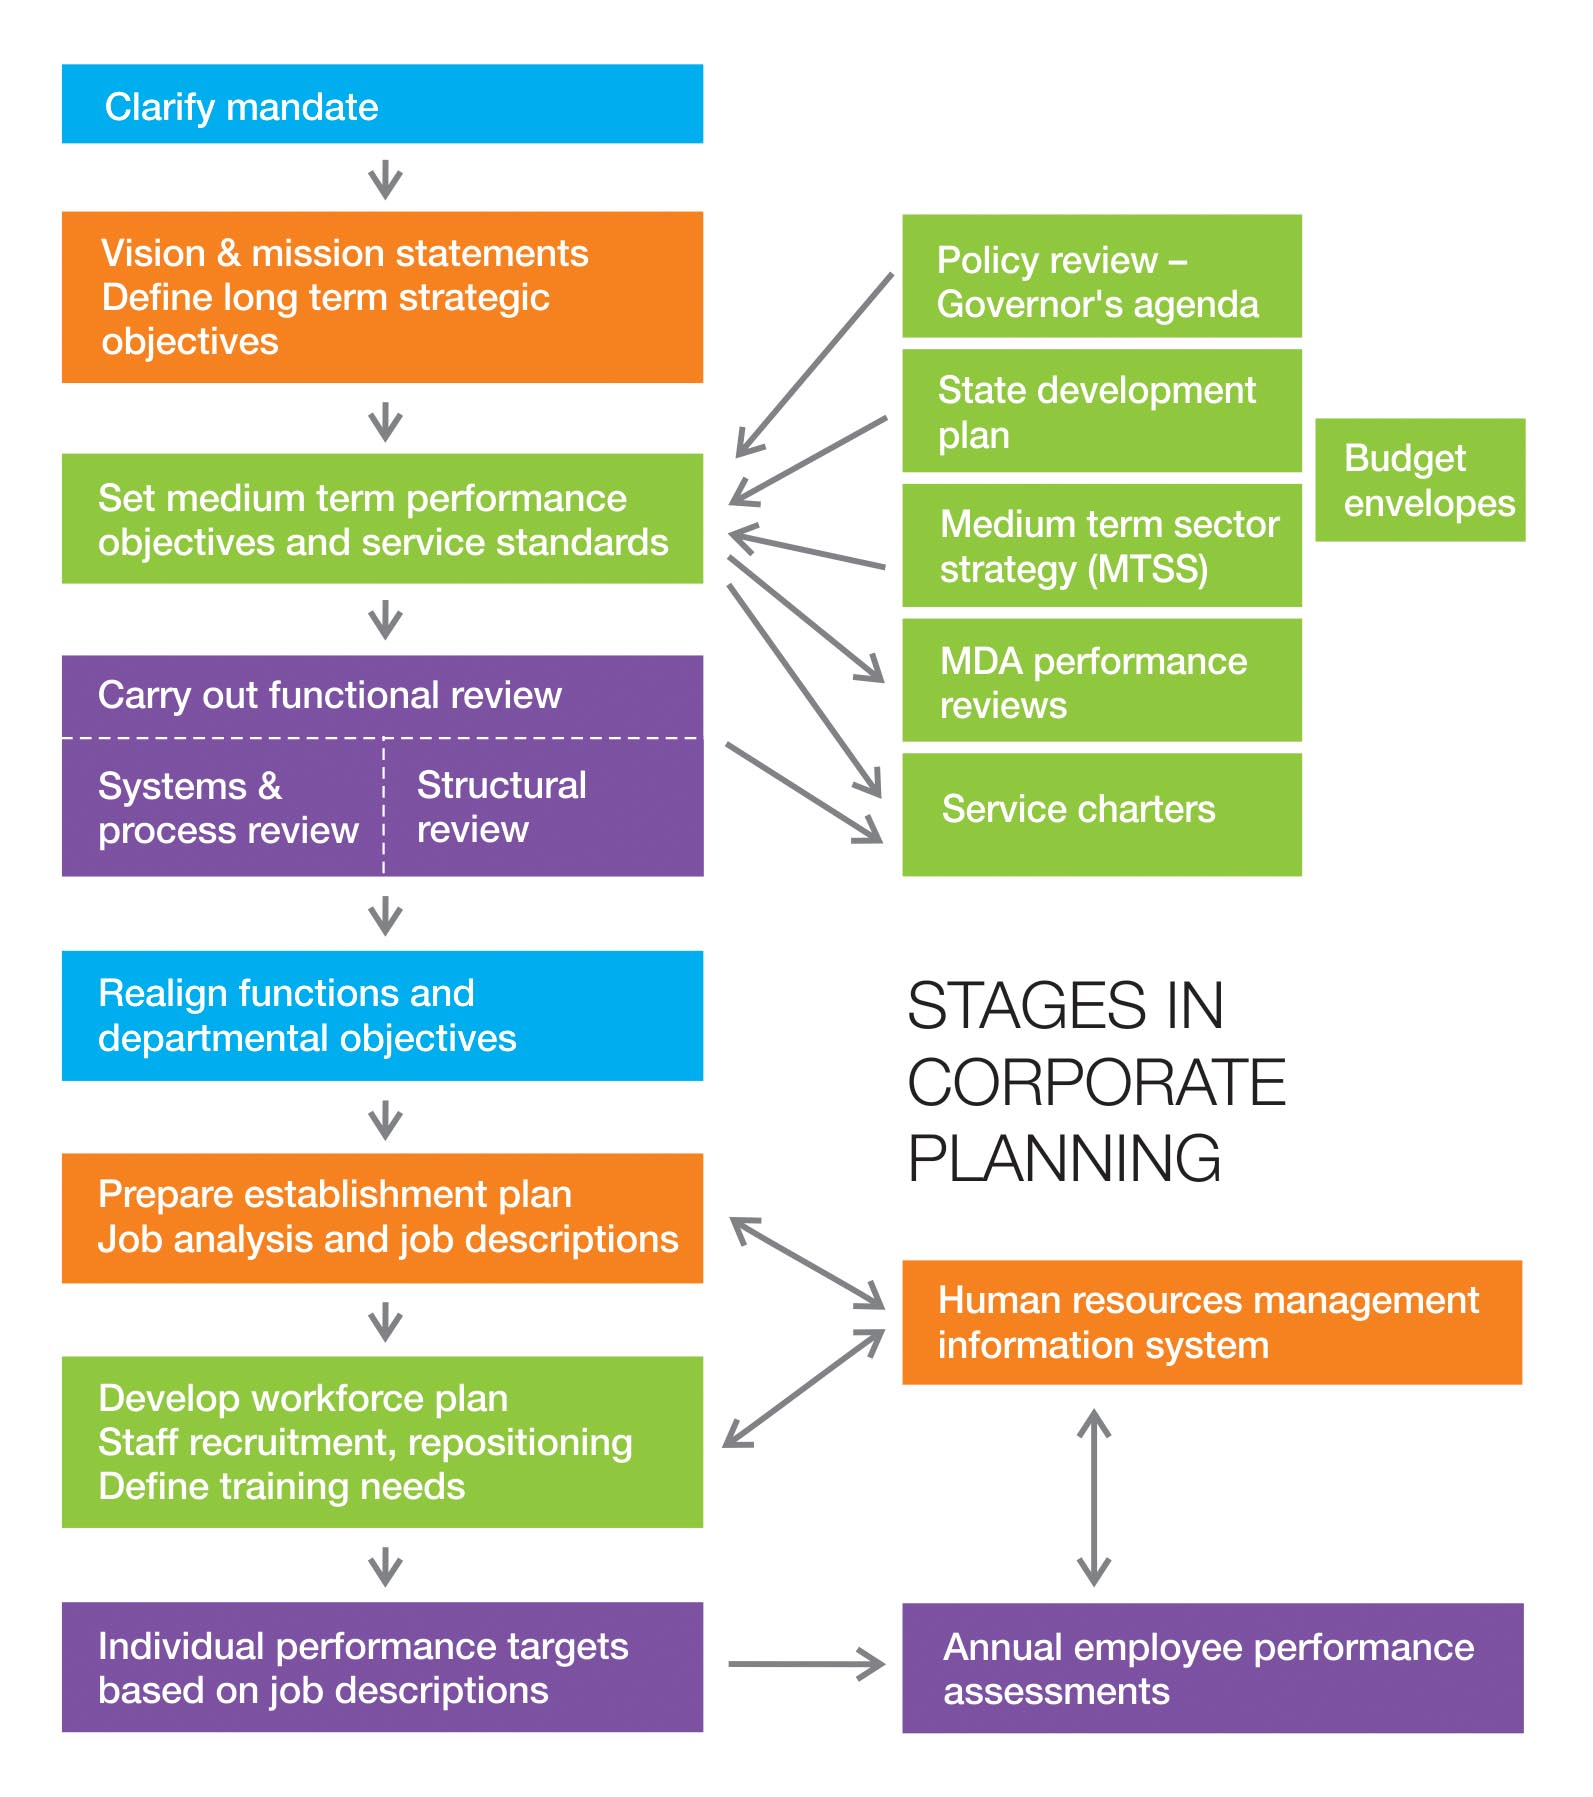 Clarify mandate
Vision & mission statements
Define long term strategic
objectives
Set medium term performance
objectives and service standards
Carry out functional review
Systems &
process review
Structural
review
Realign functions and
departmental objectives
Prepare establishment plan
Job analysis and job descriptions
Develop workforce plan
Staff recruitment, repositioning
Define training needs
Individual performance targets
based on job descriptions
Policy review –
Governor's agenda
State development
plan
Medium term sector
strategy (MTSS)
MDA performance
reviews
Service charters
Budget
envelopes
STAGES IN
CORPORATE
PLANNING
Human resources management
information system
Annual employee performance
assessments